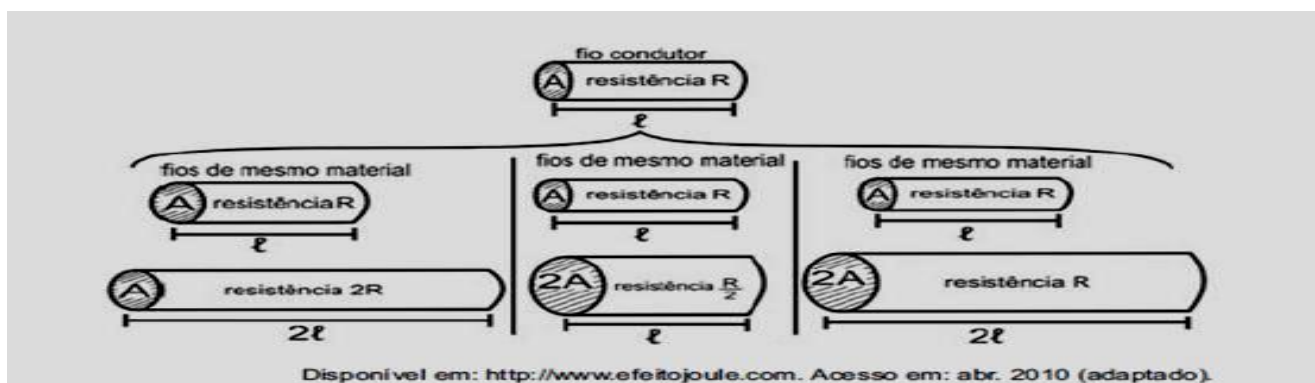 fio condutor
A resistência R
ℓ
fios de mesmo material
A resistência R
ℓ
A resistência 2R
2ℓ
fios de mesmo material
A resistência R
ℓ
2A resistência R/2
ℓ
fios de mesmo material
A resistência R
ℓ
2A resistência R
2ℓ
Disponível em: http://www.efeitojoule.com. Acesso em: abr. 2010 (adaptado).